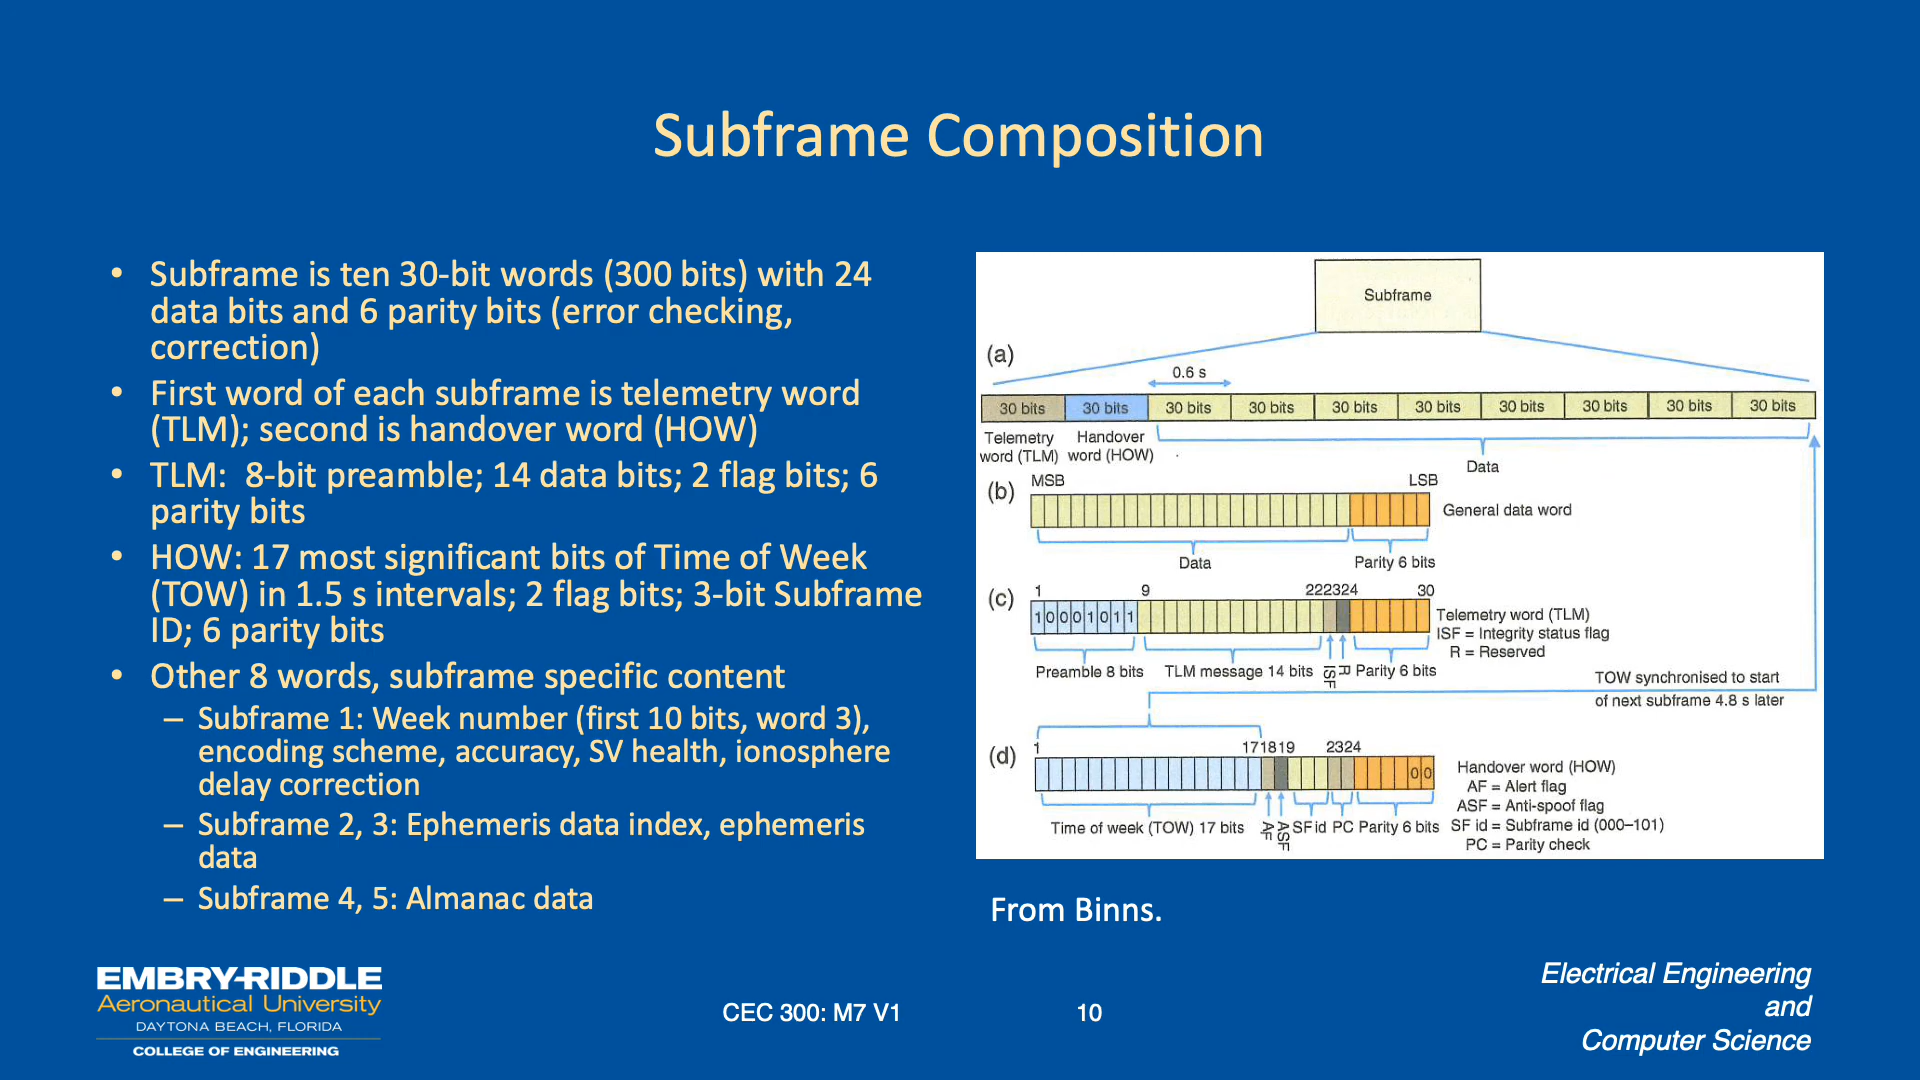 Subframe Composition
• Subframe is ten 30-bit words (300 bits) with 24
data bits and 6 parity bits (error checking,
correction)
• First word of each subframe is telemetry word
(TLM); second is handover word (HOW)
• TLM:  8-bit preamble; 14 data bits; 2 flag bits; 6
parity bits
• HOW: 17 most significant bits of Time of Week
(TOW) in 1.5 s intervals; 2 flag bits; 3-bit Subframe
ID; 6 parity bits
• Other 8 words, subframe specific content
– Subframe 1: Week number (first 10 bits, word 3),
encoding scheme, accuracy, SV health, ionosphere
delay correction
– Subframe 2, 3: Ephemeris data index, ephemeris
data
– Subframe 4, 5: Almanac data
Subframe
(a)
0.6 s
30 bits 30 bits 30 bits 30 bits 30 bits 30 bits 30 bits 30 bits 30 bits 30 bits
Telemetry Handover
word (TLM) word (HOW)
Data
MSB LSB
(b)
General data word
Data Parity 6 bits
1 9 222324 30
(c)
10001011
Telemetry word (TLM)
ISF = Integrity status flag
R = Reserved
Preamble 8 bits TLM message 14 bits ISF R Parity 6 bits
TOW synchronised to start
of next subframe 4.8 s later
1 171819 2324
(d)
0 0
Handover word (HOW)
AF = Alert flag
ASF = Anti-spoof flag
Time of week (TOW) 17 bits AF ASF SF id PC Parity 6 bits
SF id = Subframe id (000–101)
PC = Parity check
From Binns.
EMBRY-RIDDLE
Aeronautical University
DAYTONA BEACH, FLORIDA
COLLEGE OF ENGINEERING
CEC 300: M7 V1
10
Electrical Engineering
and
Computer Science